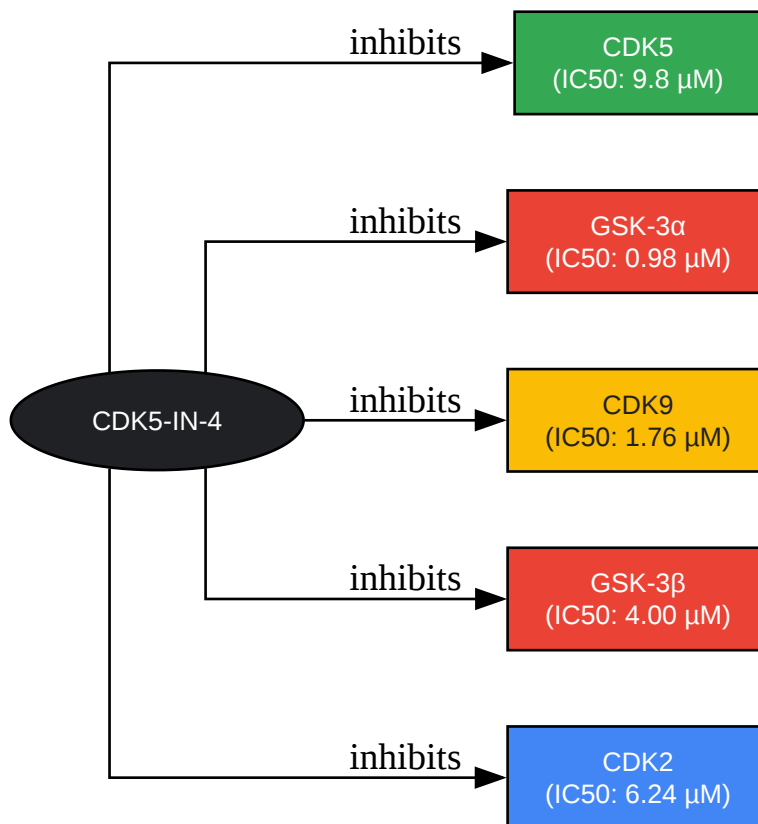 inhibits
CDK5
(IC50: 9.8 µM)
inhibits
GSK-3α
(IC50: 0.98 µM)
CDK5-IN-4
inhibits
CDK9
(IC50: 1.76 µM)
inhibits
GSK-3β
(IC50: 4.00 µM)
inhibits
CDK2
(IC50: 6.24 µM)